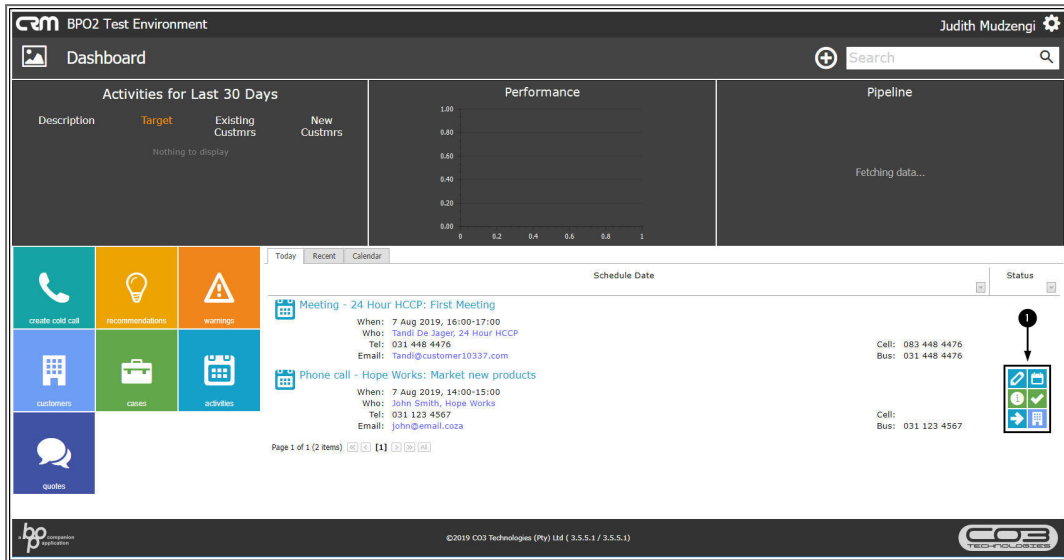 CRM BPO2 Test Environment
Judith Mudzengi
Dashboard
Search
Activities for Last 30 Days
Description Target Existing Custmrs New Custmrs
Nothing to display
Performance
1.00
0.80
0.60
0.40
0.20
0.00
0 0.2 0.4 0.6 0.8 1
Pipeline
Fetching data...
create cold call
recommendations
warnings
customers
cases
activities
quotes
Today Recent Calendar
Schedule Date Status
Meeting - 24 Hour HCCP: First Meeting
When: 7 Aug 2019, 16:00-17:00
Who: Tandi De Jager, 24 Hour HCCP
Tel: 031 448 4476 Cell: 083 448 4476
Email: Tandi@customer10337.com Bus: 031 448 4476
Phone call - Hope Works: Market new products
When: 7 Aug 2019, 14:00-15:00
Who: John Smith, Hope Works
Tel: 031 123 4567 Cell:
Email: john@email.coza Bus: 031 123 4567
1
1
Page 1 of 1 (2 items) « < [1] > » All
a bpo companion application
©2019 CO3 Technologies (Pty) Ltd ( 3.5.5.1 / 3.5.5.1)
CO3
TECHNOLOGIES